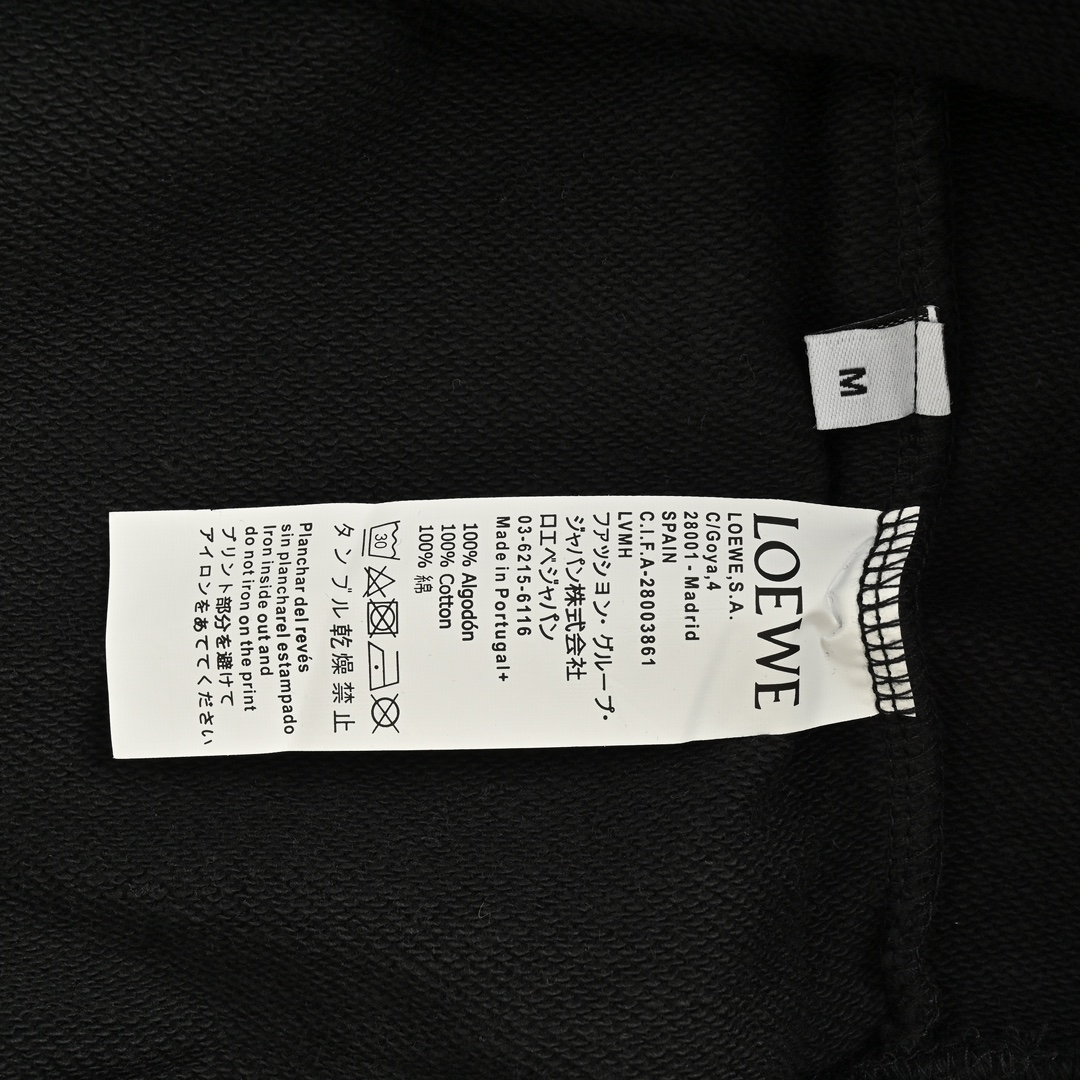 M
LOEWE
LOEWE,S.A.
C/Goya,4
28001 - Madrid
SPAIN
C.I.F.A-28003861
LVMH
ファッション・グループ・
ジャパン株式会社
ロエベジャパン
03-6215-6116
Made in Portugal+
100% Algodón
100% Cotton
100% 綿
30
タンブル乾燥禁止
Planchar del revés
sin plancharel estampado
Iron inside out and
do not iron on the print
プリント部分を避けて
アイロンをあててください